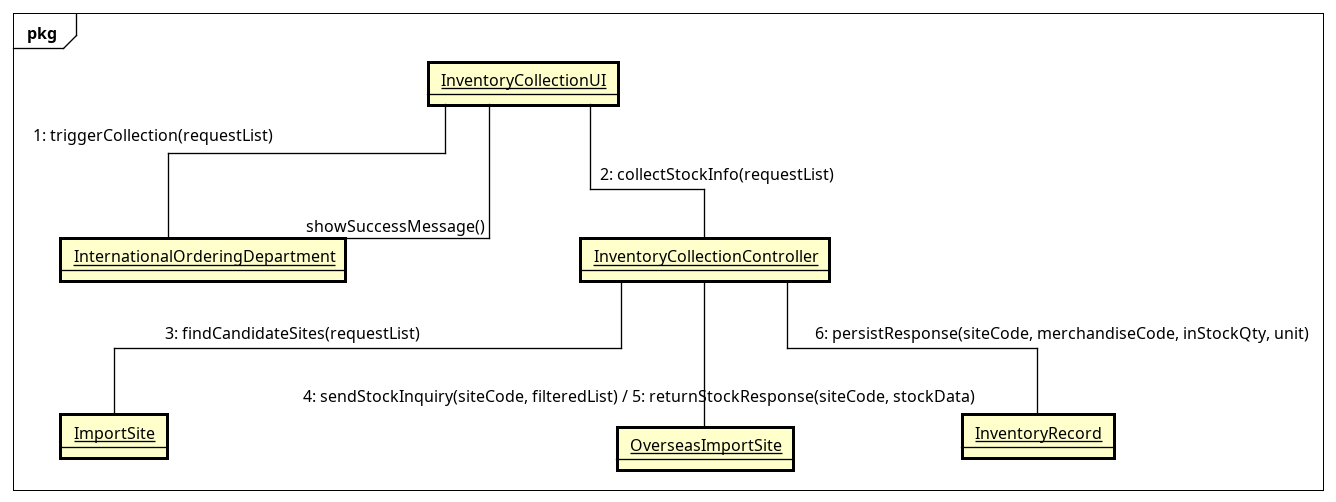 pkg
InventoryCollectionUI
1: triggerCollection(requestList)
2: collectStockInfo(requestList)
showSuccessMessage()
InternationalOrderingDepartment
InventoryCollectionController
3: findCandidateSites(requestList)
6: persistResponse(siteCode, merchandiseCode, inStockQty, unit)
4: sendStockInquiry(siteCode, filteredList) / 5: returnStockResponse(siteCode, stockData)
ImportSite
OverseasImportSite
InventoryRecord